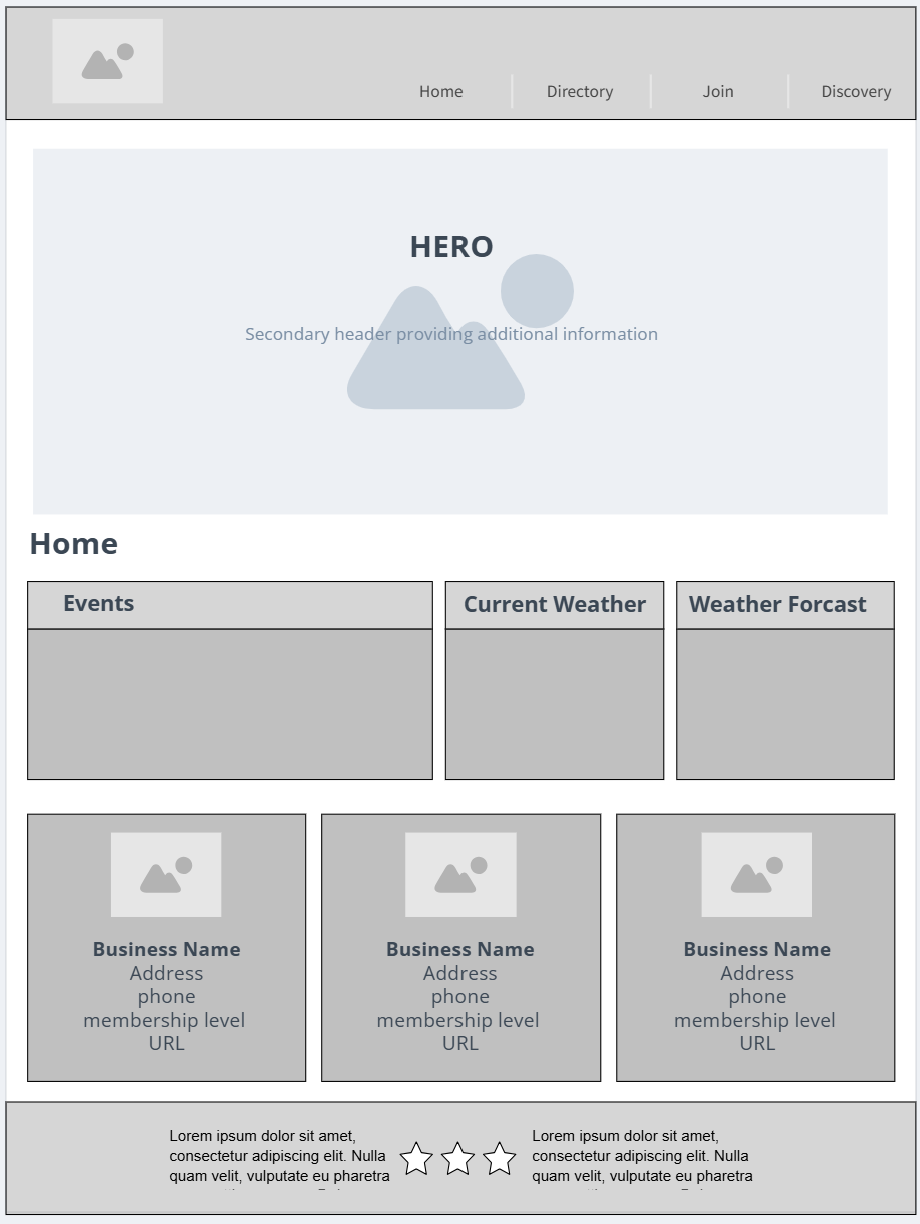 Home
Directory
Join
Discovery
HERO
Secondary header providing additional information
Home
Events
Current Weather
Weather Forcast
Business Name
Address
phone
membership level
URL
Business Name
Address
phone
membership level
URL
Business Name
Address
phone
membership level
URL
Lorem ipsum dolor sit amet,
consectetur adipiscing elit. Nulla
quam velit, vulputate eu pharetra
Lorem ipsum dolor sit amet,
consectetur adipiscing elit. Nulla
quam velit, vulputate eu pharetra